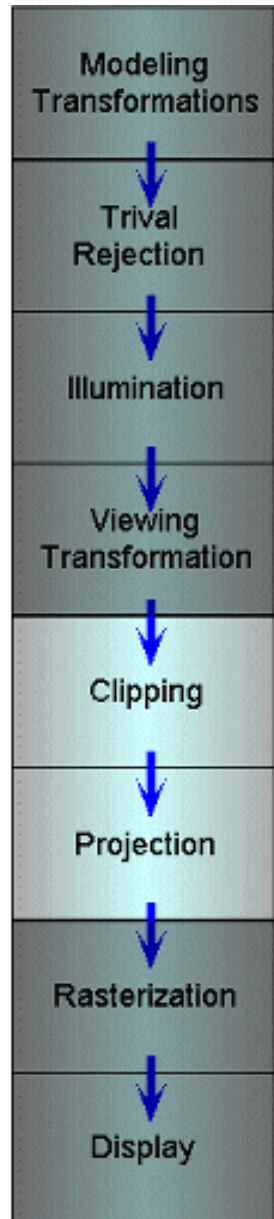 Modeling
Transformations
Trival
Rejection
Illumination
Viewing
Transformation
Clipping
Projection
Rasterization
Display